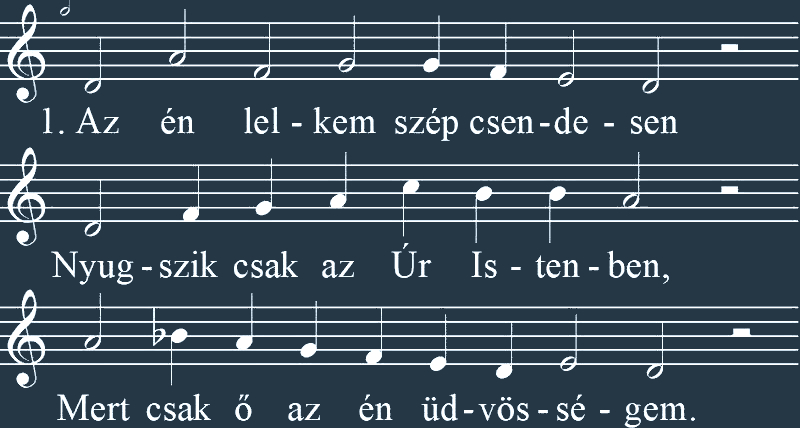 1. Az én lel - kem szép csen - de - sen
Nyug - szik csak az Úr Is - ten - ben,
Mert csak ő az én üd - vös - sé - gem.